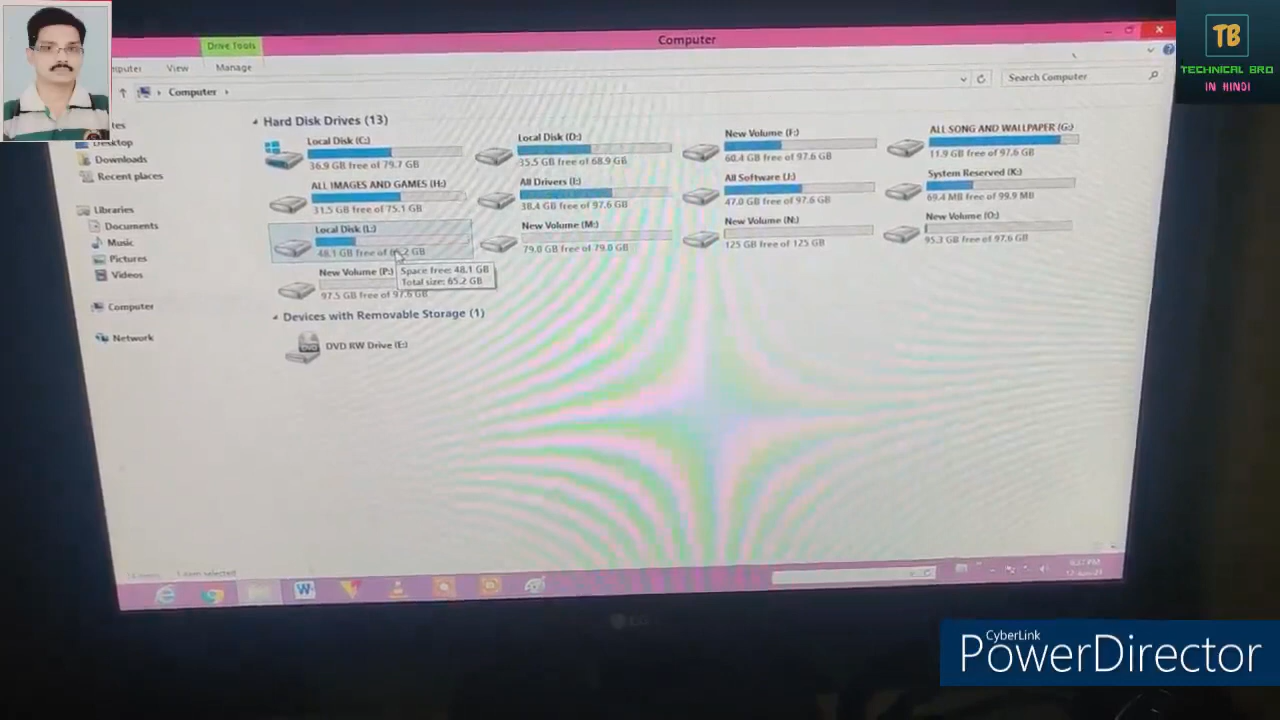 Drive Tools
Computer
TB
TECHNICAL BRO
IN HINDI
View
Manage
Computer
Search Computer
Desktop
Downloads
Recent places
Libraries
Documents
Music
Pictures
Videos
Computer
Network
Hard Disk Drives (13)
Local Disk (C:)
36.9 GB free of 79.7 GB
Local Disk (D:)
35.5 GB free of 68.9 GB
New Volume (F:)
60.4 GB free of 97.6 GB
ALL SONG AND WALLPAPER (G:)
11.9 GB free of 97.6 GB
ALL IMAGES AND GAMES (H:)
31.5 GB free of 75.1 GB
All Drivers (I:)
38.4 GB free of 97.6 GB
All Software (J:)
47.0 GB free of 97.6 GB
System Reserved (K:)
69.4 MB free of 99.9 MB
Local Disk (L:)
48.1 GB free of 65.2 GB
New Volume (M:)
79.0 GB free of 79.0 GB
New Volume (N:)
125 GB free of 125 GB
New Volume (O:)
95.3 GB free of 97.6 GB
New Volume (P:)
97.5 GB free of 97.6 GB
Space free: 48.1 GB
Total size: 65.2 GB
Devices with Removable Storage (1)
DVD RW Drive (E:)
14 items 1 item selected
LG
CyberLink
PowerDirector